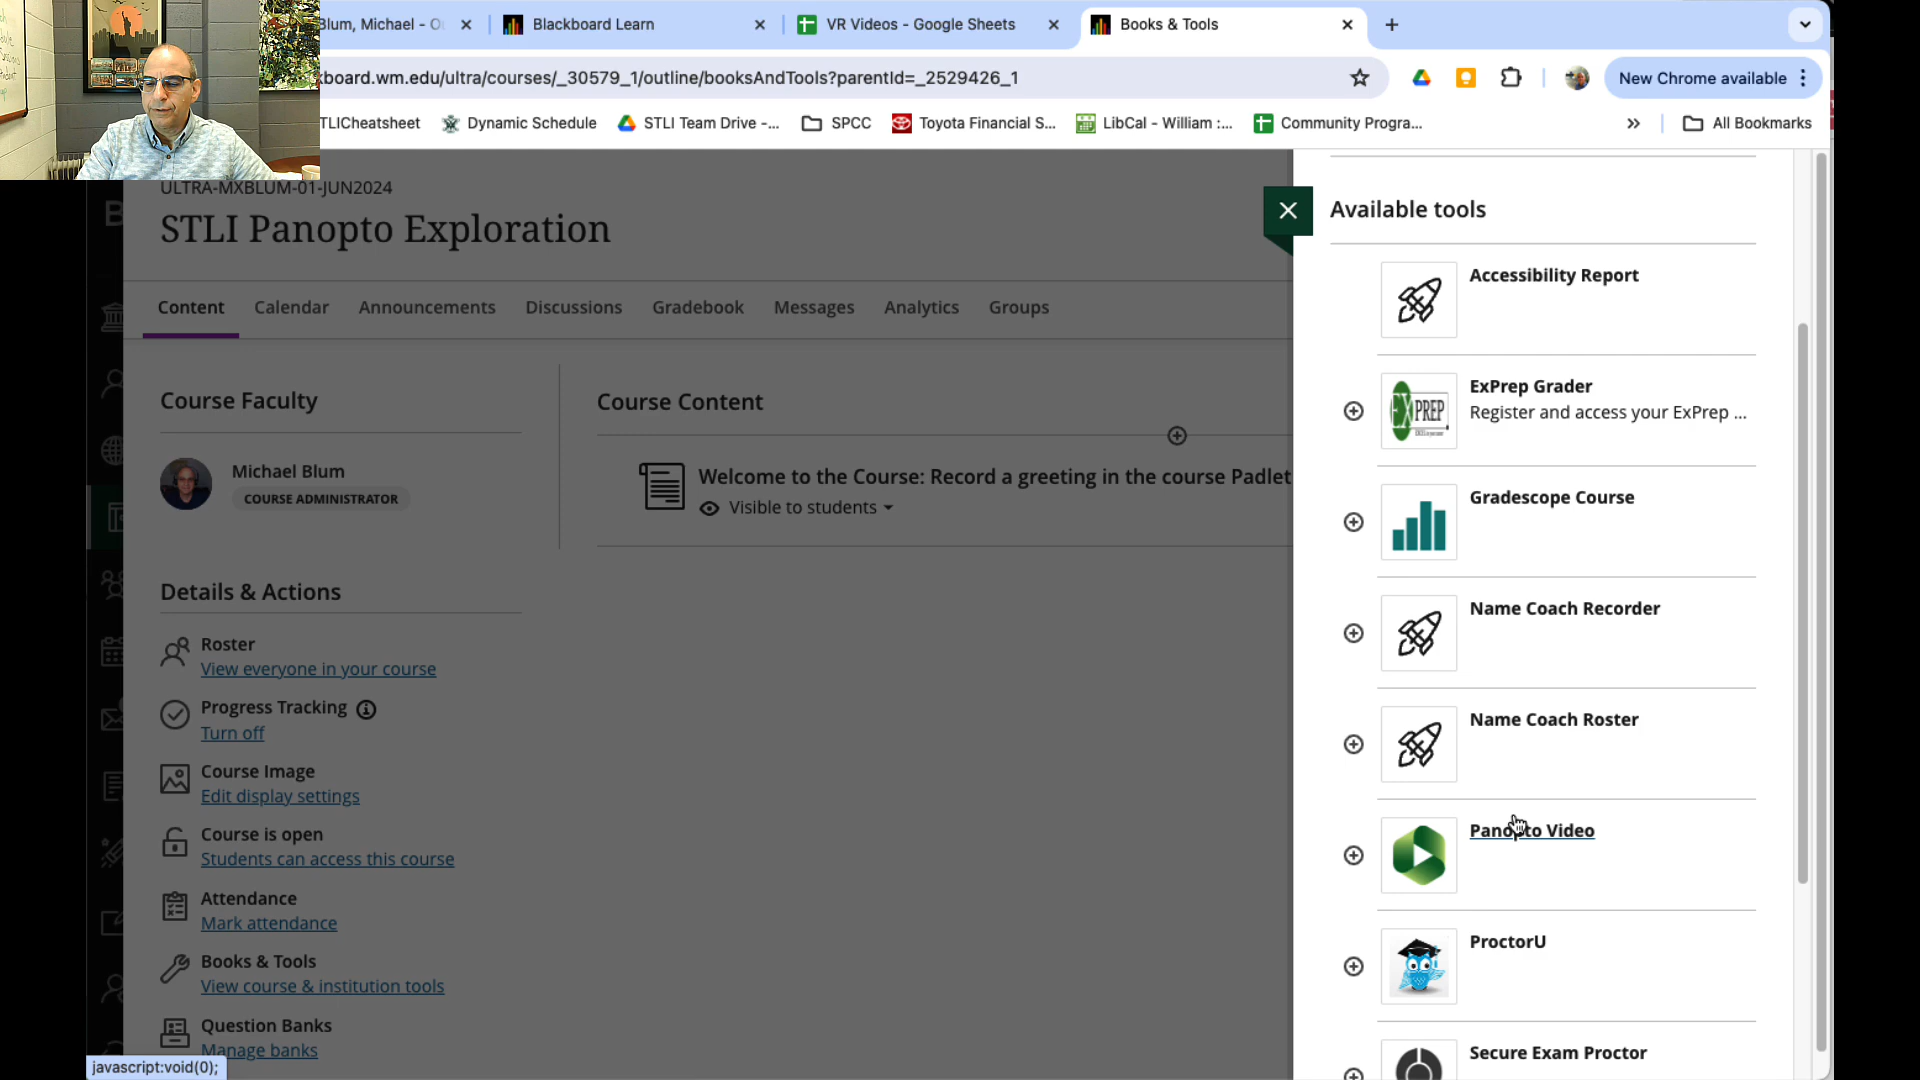 Blum, Michael - O
Blackboard Learn
VR Videos - Google Sheets
Books & Tools
board.wm.edu/ultra/courses/_30579_1/outline/booksAndTools?parentId=_2529426_1
New Chrome available
TLICheatsheet
Dynamic Schedule
STLI Team Drive -...
SPCC
Toyota Financial S...
LibCal - William :...
Community Progra...
All Bookmarks
ULTRA-MXBLUM-01-JUN2024
STLI Panopto Exploration
Content
Calendar
Announcements
Discussions
Gradebook
Messages
Analytics
Groups
Course Faculty
Michael Blum
COURSE ADMINISTRATOR
Details & Actions
Roster
View everyone in your course
Progress Tracking
Turn off
Course Image
Edit display settings
Course is open
Students can access this course
Attendance
Mark attendance
Books & Tools
View course & institution tools
Question Banks
Manage banks
Course Content
Welcome to the Course: Record a greeting in the course Padlet
Visible to students
Available tools
Accessibility Report
EXPREP
ExPrep Grader
Register and access your ExPrep ...
Gradescope Course
Name Coach Recorder
Name Coach Roster
Panopto Video
ProctorU
Secure Exam Proctor
javascript:void(0);